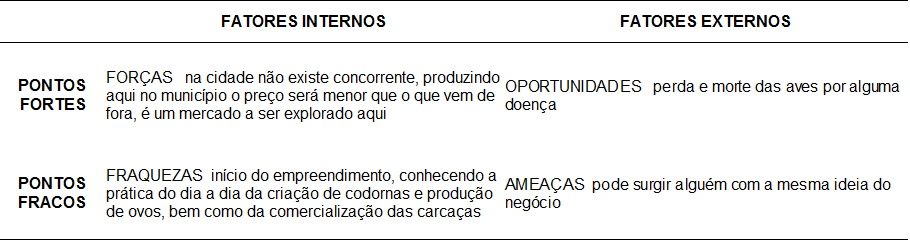 FATORES INTERNOS FATORES EXTERNOS
PONTOS FORTES
FORÇAS na cidade não existe concorrente, produzindo
aqui no município o preço será menor que o que vem de
fora, é um mercado a ser explorado aqui
OPORTUNIDADES perda e morte das aves por alguma
doença
PONTOS FRACOS
FRAQUEZAS início do empreendimento, conhecendo a
prática do dia a dia da criação de codornas e produção
de ovos, bem como da comercialização das carcaças
AMEAÇAS pode surgir alguém com a mesma ideia do
negócio